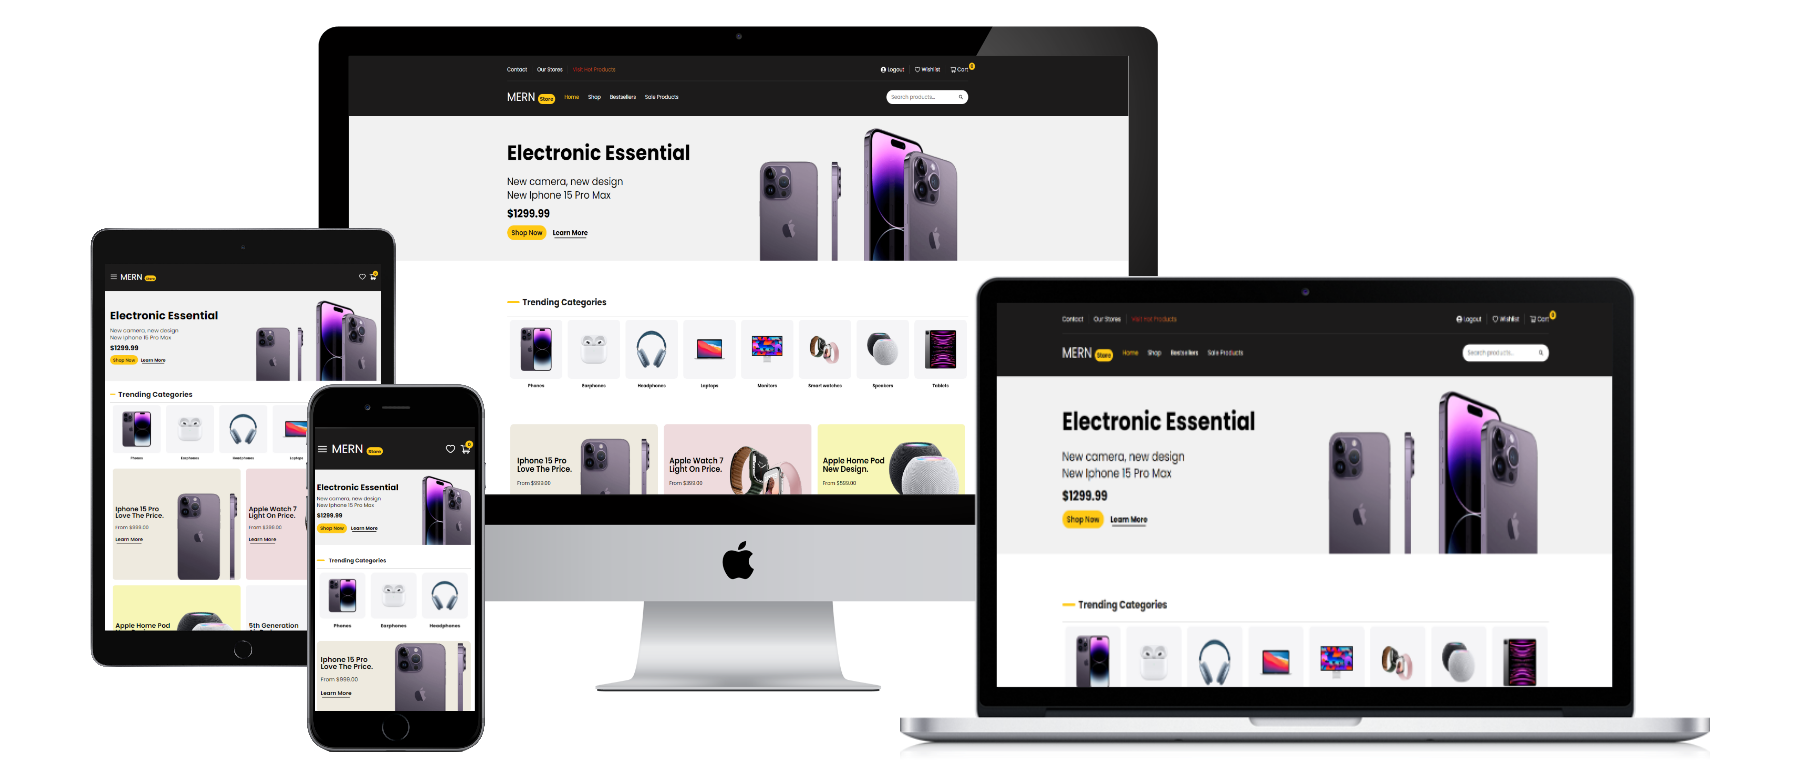 Contact Our Stores Visit Hot Products Logout Wishlist Cart 0
MERN Store Home Shop Bestsellers Sale Products Search products...
Electronic Essential
New camera, new design
New Iphone 15 Pro Max
$1299.99
Shop Now Learn More
Trending Categories
Phones Earphones Headphones Laptops Monitors Smart watches Speakers Tablets
Iphone 15 Pro
Love The Price.
From $999.00
Apple Watch 7
Light On Price.
From $399.00
Apple Home Pod
New Design.
From $599.00
MERN Store 0
Electronic Essential
New camera, new design
New Iphone 15 Pro Max
$1299.99
Shop Now Learn More
Trending Categories
Phones Earphones Headphones Laptops
Iphone 15 Pro
Love The Price.
From $999.00
Learn More
Apple Watch 7
Light On Price.
From $399.00
Learn More
Apple Home Pod
5th Generation
MERN Store 0
Electronic Essential
New camera, new design
New Iphone 15 Pro Max
$1299.99
Shop Now Learn More
Trending Categories
Phones Earphones Headphones
Iphone 15 Pro
Love The Price.
From $999.00
Learn More
Contact Our Stores Visit Hot Products Logout Wishlist Cart 0
MERN Store Home Shop Bestsellers Sale Products Search products...
Electronic Essential
New camera, new design
New Iphone 15 Pro Max
$1299.99
Shop Now Learn More
Trending Categories